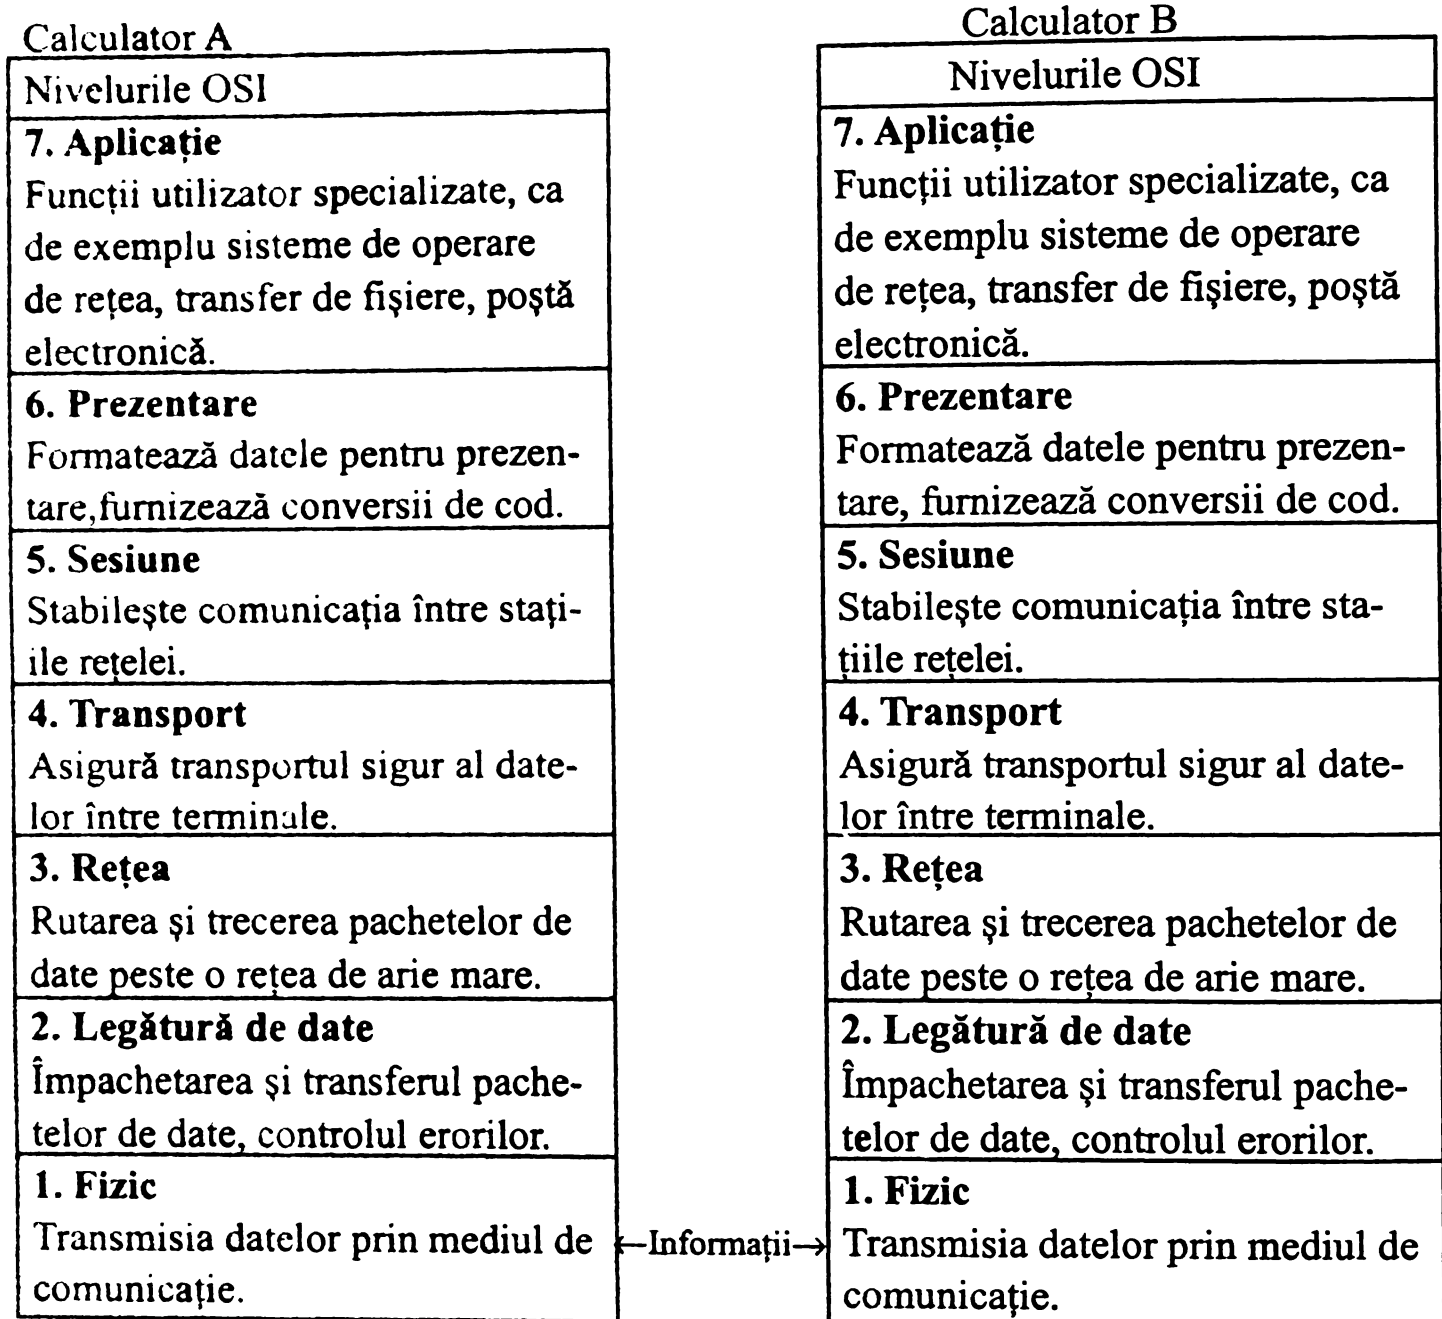 Calculator A
Nivelurile OSI
7. Aplicație
Funcții utilizator specializate, ca
de exemplu sisteme de operare
de rețea, transfer de fișiere, poștă
electronică.
6. Prezentare
Formatează datele pentru prezen-
tare,furnizează conversii de cod.
5. Sesiune
Stabilește comunicația între stați-
ile rețelei.
4. Transport
Asigură transportul sigur al date-
lor între terminale.
3. Rețea
Rutarea și trecerea pachetelor de
date peste o rețea de arie mare.
2. Legătură de date
Împachetarea și transferul pache-
telor de date, controlul erorilor.
1. Fizic
Transmisia datelor prin mediul de
comunicație.
←Informații→
Calculator B
Nivelurile OSI
7. Aplicație
Funcții utilizator specializate, ca
de exemplu sisteme de operare
de rețea, transfer de fișiere, poștă
electronică.
6. Prezentare
Formatează datele pentru prezen-
tare, furnizează conversii de cod.
5. Sesiune
Stabilește comunicația între sta-
țiile rețelei.
4. Transport
Asigură transportul sigur al date-
lor între terminale.
3. Rețea
Rutarea și trecerea pachetelor de
date peste o rețea de arie mare.
2. Legătură de date
Împachetarea și transferul pache-
telor de date, controlul erorilor.
1. Fizic
Transmisia datelor prin mediul de
comunicație.